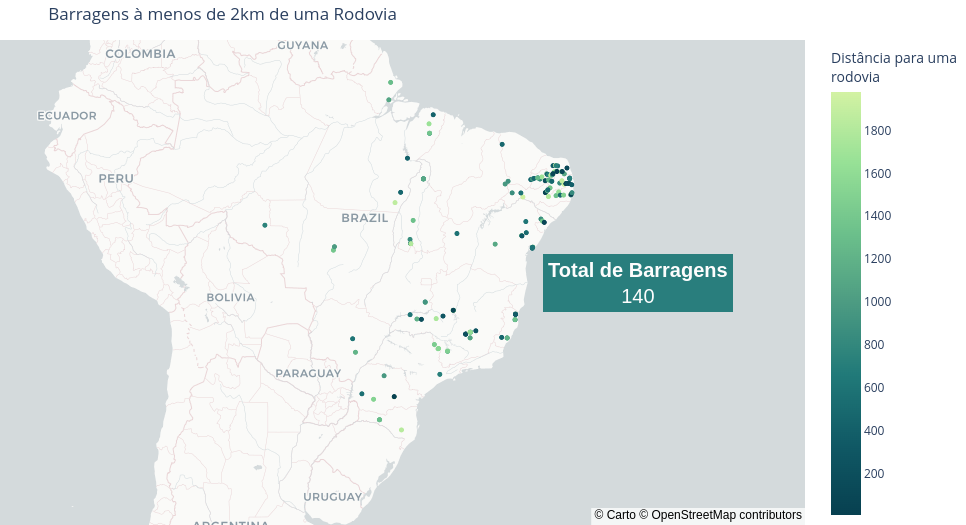 Barragens à menos de 2km de uma Rodovia
COLOMBIA
GUYANA
ECUADOR
PERU
BRAZIL
BOLIVIA
PARAGUAY
URUGUAY
ARGENTINA
Total de Barragens
140
© Carto © OpenStreetMap contributors
Distância para uma
rodovia
1800
1600
1400
1200
1000
800
600
400
200